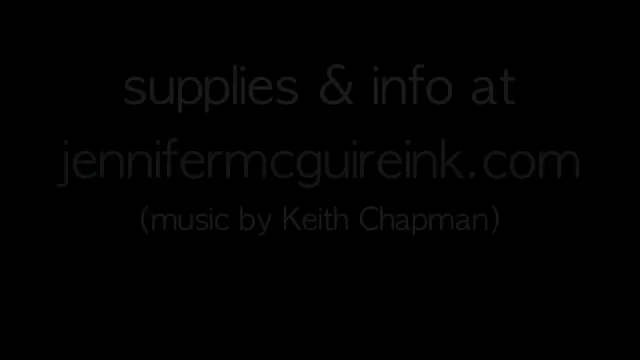 supplies & info at
jennifermcguireink.com
(music by Keith Chapman)